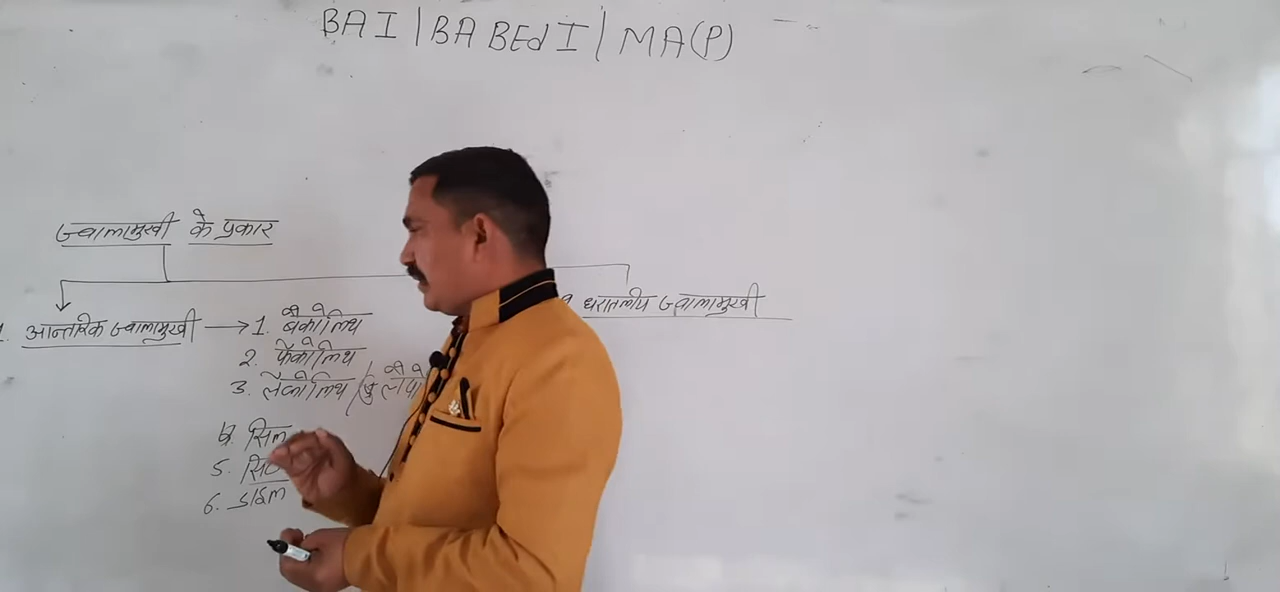 BA I / BA BEd I / MA(P)
ज्वालामुखी के प्रकार
1. आन्तरिक ज्वालामुखी → 1. बैकोलिथ
धरातलीय ज्वालामुखी
2. फैकोलिथ
3. लैकोलिथ /
4. सिल
5.
6. डाइक